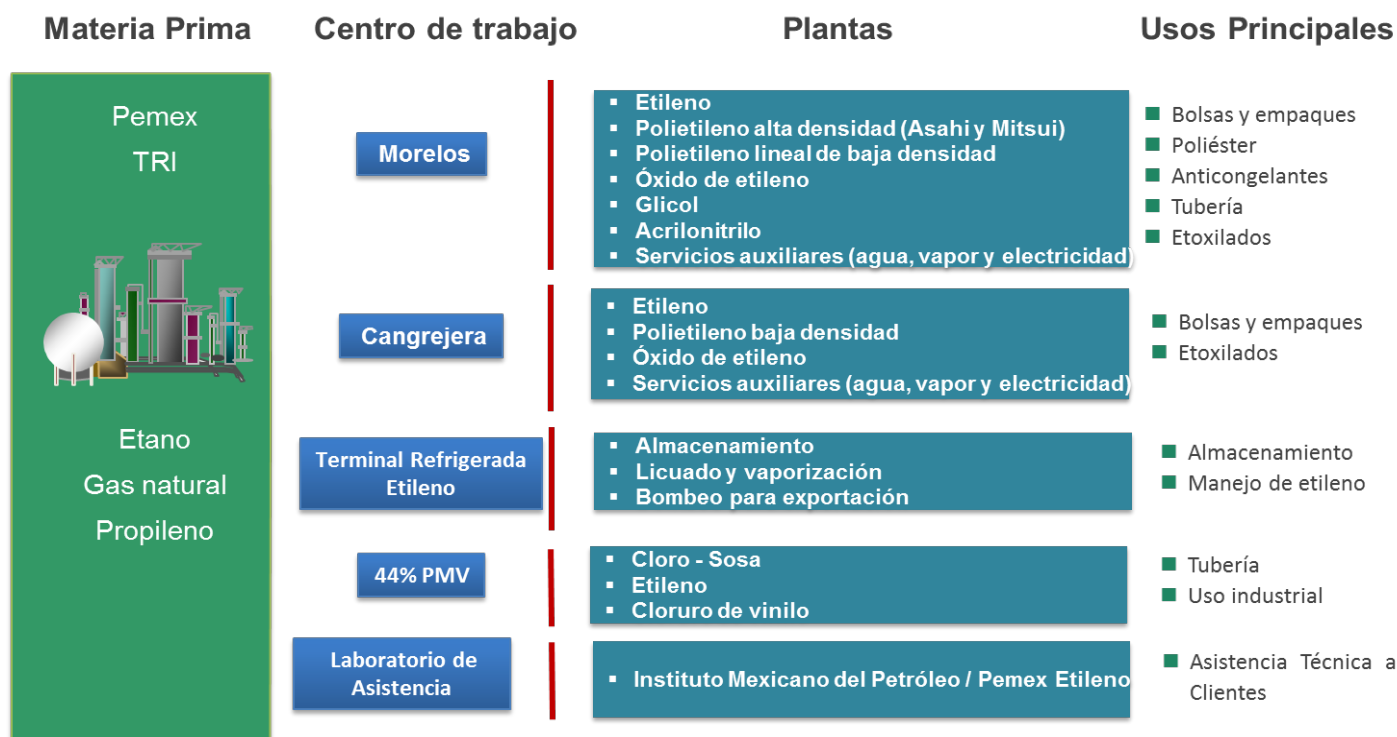 Materia Prima
Centro de trabajo
Plantas
Usos Principales
Pemex
TRI
Etano
Gas natural
Propileno
Morelos
Etileno
Polietileno alta densidad (Asahi y Mitsui)
Polietileno lineal de baja densidad
Óxido de etileno
Glicol
Acrilonitrilo
Servicios auxiliares (agua, vapor y electricidad)
Bolsas y empaques
Poliéster
Anticongelantes
Tubería
Etoxilados
Cangrejera
Etileno
Polietileno baja densidad
Óxido de etileno
Servicios auxiliares (agua, vapor y electricidad)
Bolsas y empaques
Etoxilados
Terminal Refrigerada
Etileno
Almacenamiento
Licuado y vaporización
Bombeo para exportación
Almacenamiento
Manejo de etileno
44% PMV
Cloro - Sosa
Etileno
Cloruro de vinilo
Tubería
Uso industrial
Laboratorio de
Asistencia
Instituto Mexicano del Petróleo / Pemex Etileno
Asistencia Técnica a
Clientes